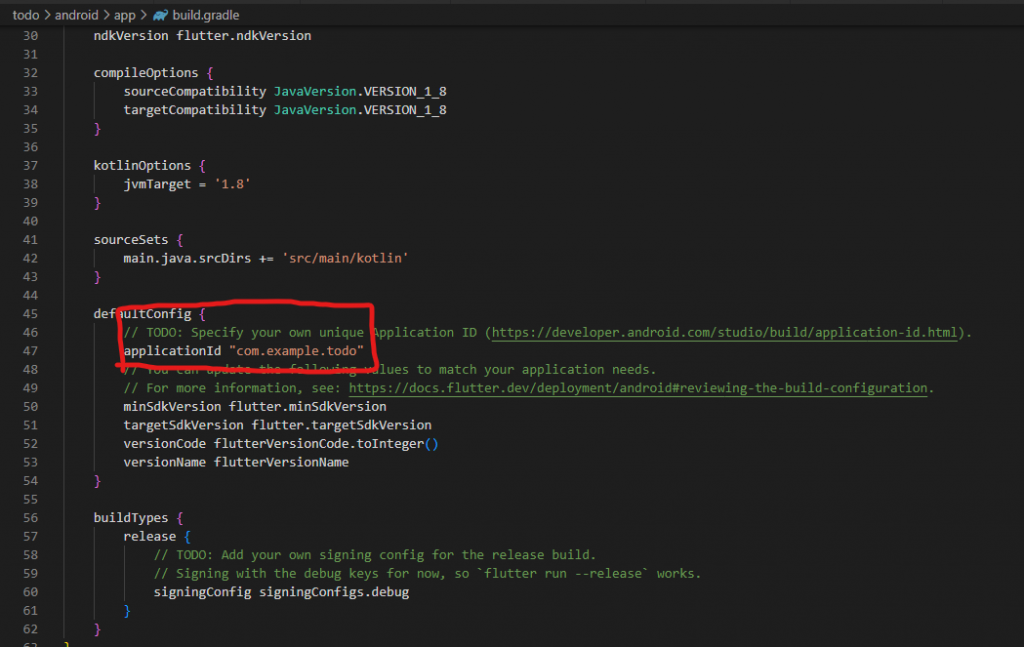 todo > android > app > build.gradle
30 ndkVersion flutter.ndkVersion
31
32 compileOptions {
33 sourceCompatibility JavaVersion.VERSION_1_8
34 targetCompatibility JavaVersion.VERSION_1_8
35 }
36
37 kotlinOptions {
38 jvmTarget = '1.8'
39 }
40
41 sourceSets {
42 main.java.srcDirs += 'src/main/kotlin'
43 }
44
45 defaultConfig {
46 // TODO: Specify your own unique Application ID (https://developer.android.com/studio/build/application-id.html).
47 applicationId "com.example.todo"
48 // You can update the following values to match your application needs.
49 // For more information, see: https://docs.flutter.dev/deployment/android#reviewing-the-build-configuration.
50 minSdkVersion flutter.minSdkVersion
51 targetSdkVersion flutter.targetSdkVersion
52 versionCode flutterVersionCode.toInteger()
53 versionName flutterVersionName
54 }
55
56 buildTypes {
57 release {
58 // TODO: Add your own signing config for the release build.
59 // Signing with the debug keys for now, so `flutter run --release` works.
60 signingConfig signingConfigs.debug
61 }
62 }
63 }